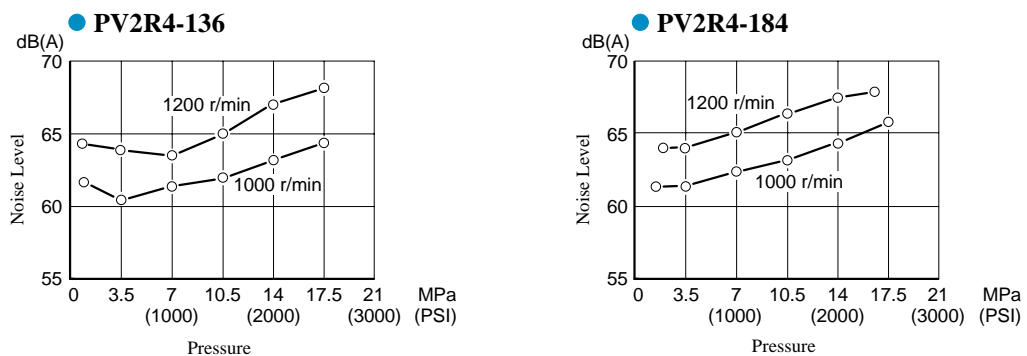 PV2R4-136
dB(A)
70
65
60
55
Noise Level
1200 r/min
1000 r/min
0 3.5 7 10.5 14 17.5 21 MPa
(1000) (2000) (3000) (PSI)
Pressure
PV2R4-184
dB(A)
70
65
60
55
Noise Level
1200 r/min
1000 r/min
0 3.5 7 10.5 14 17.5 21 MPa
(1000) (2000) (3000) (PSI)
Pressure